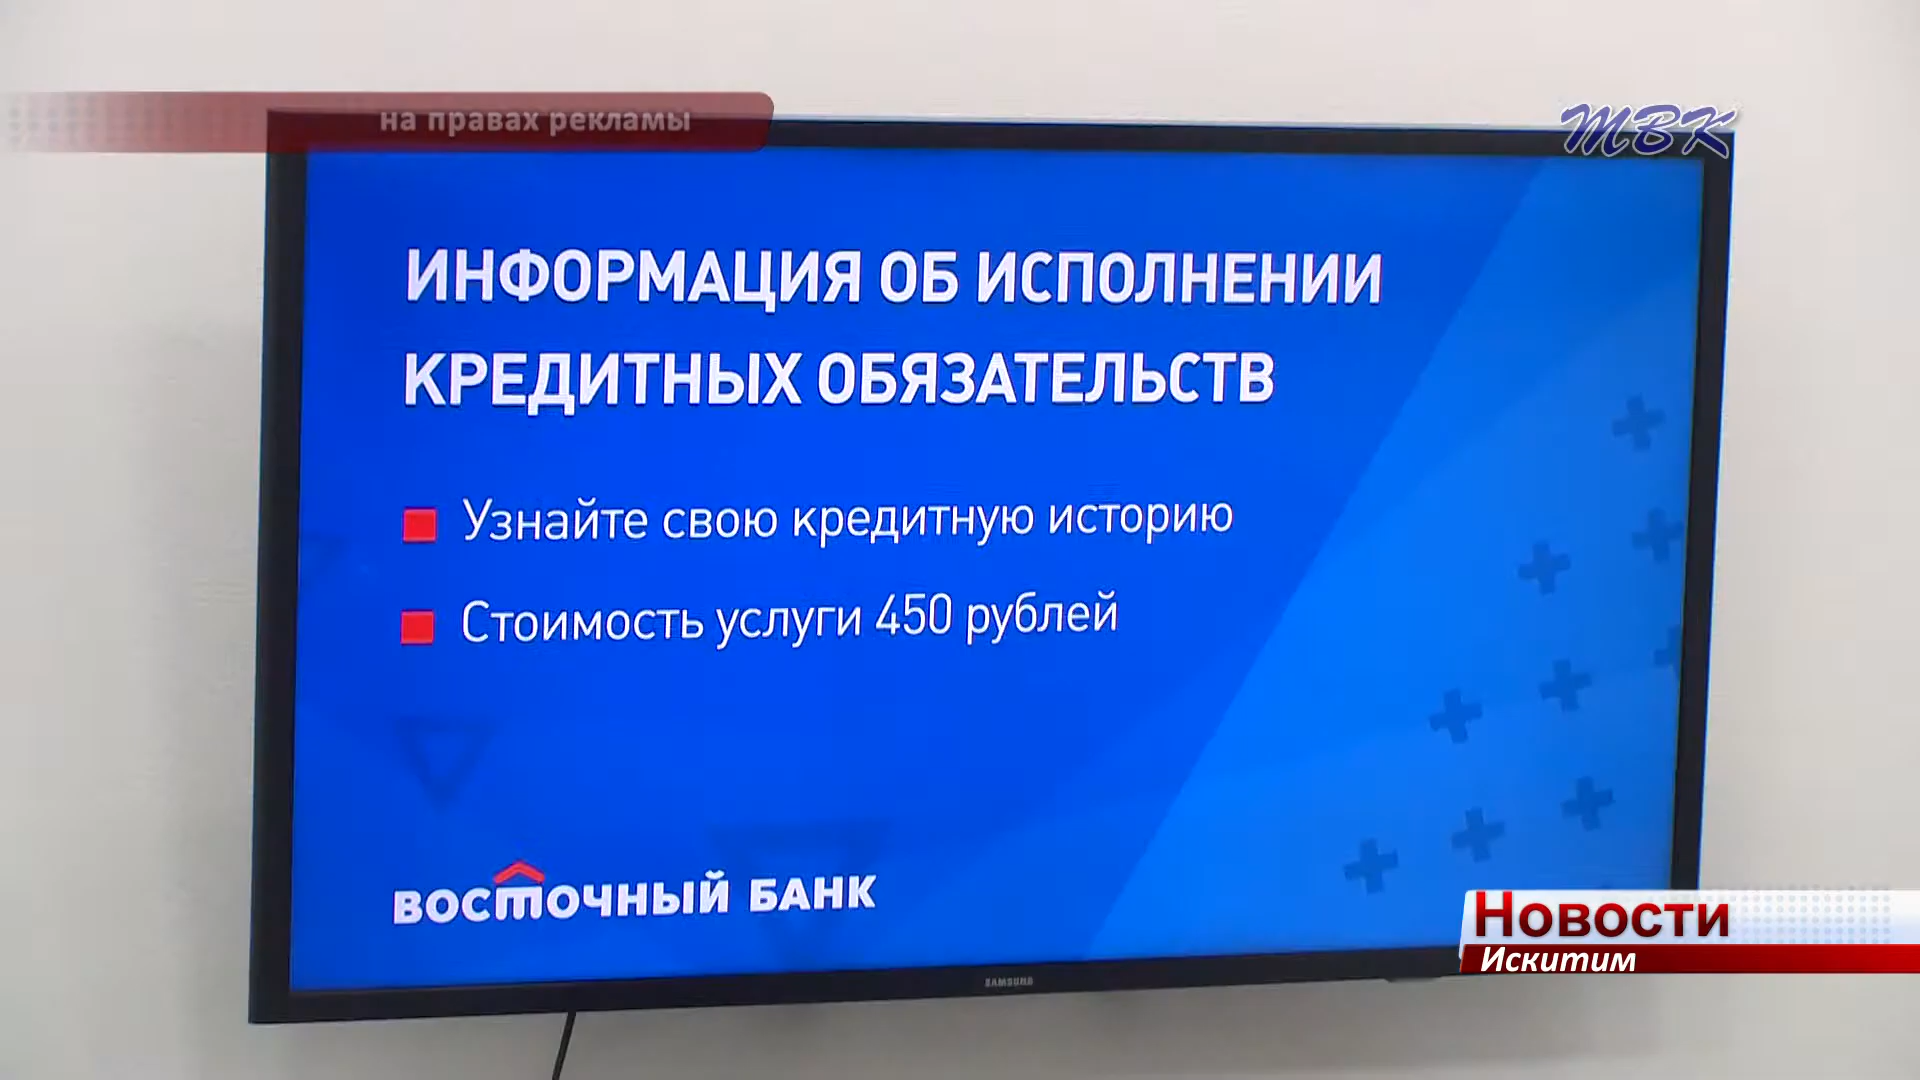 на правах рекламы
ТВК
ИНФОРМАЦИЯ ОБ ИСПОЛНЕНИИ
КРЕДИТНЫХ ОБЯЗАТЕЛЬСТВ
Узнайте свою кредитную историю
Стоимость услуги 450 рублей
ВОСТОЧНЫЙ БАНК
Новости
Искитим
SAMSUNG